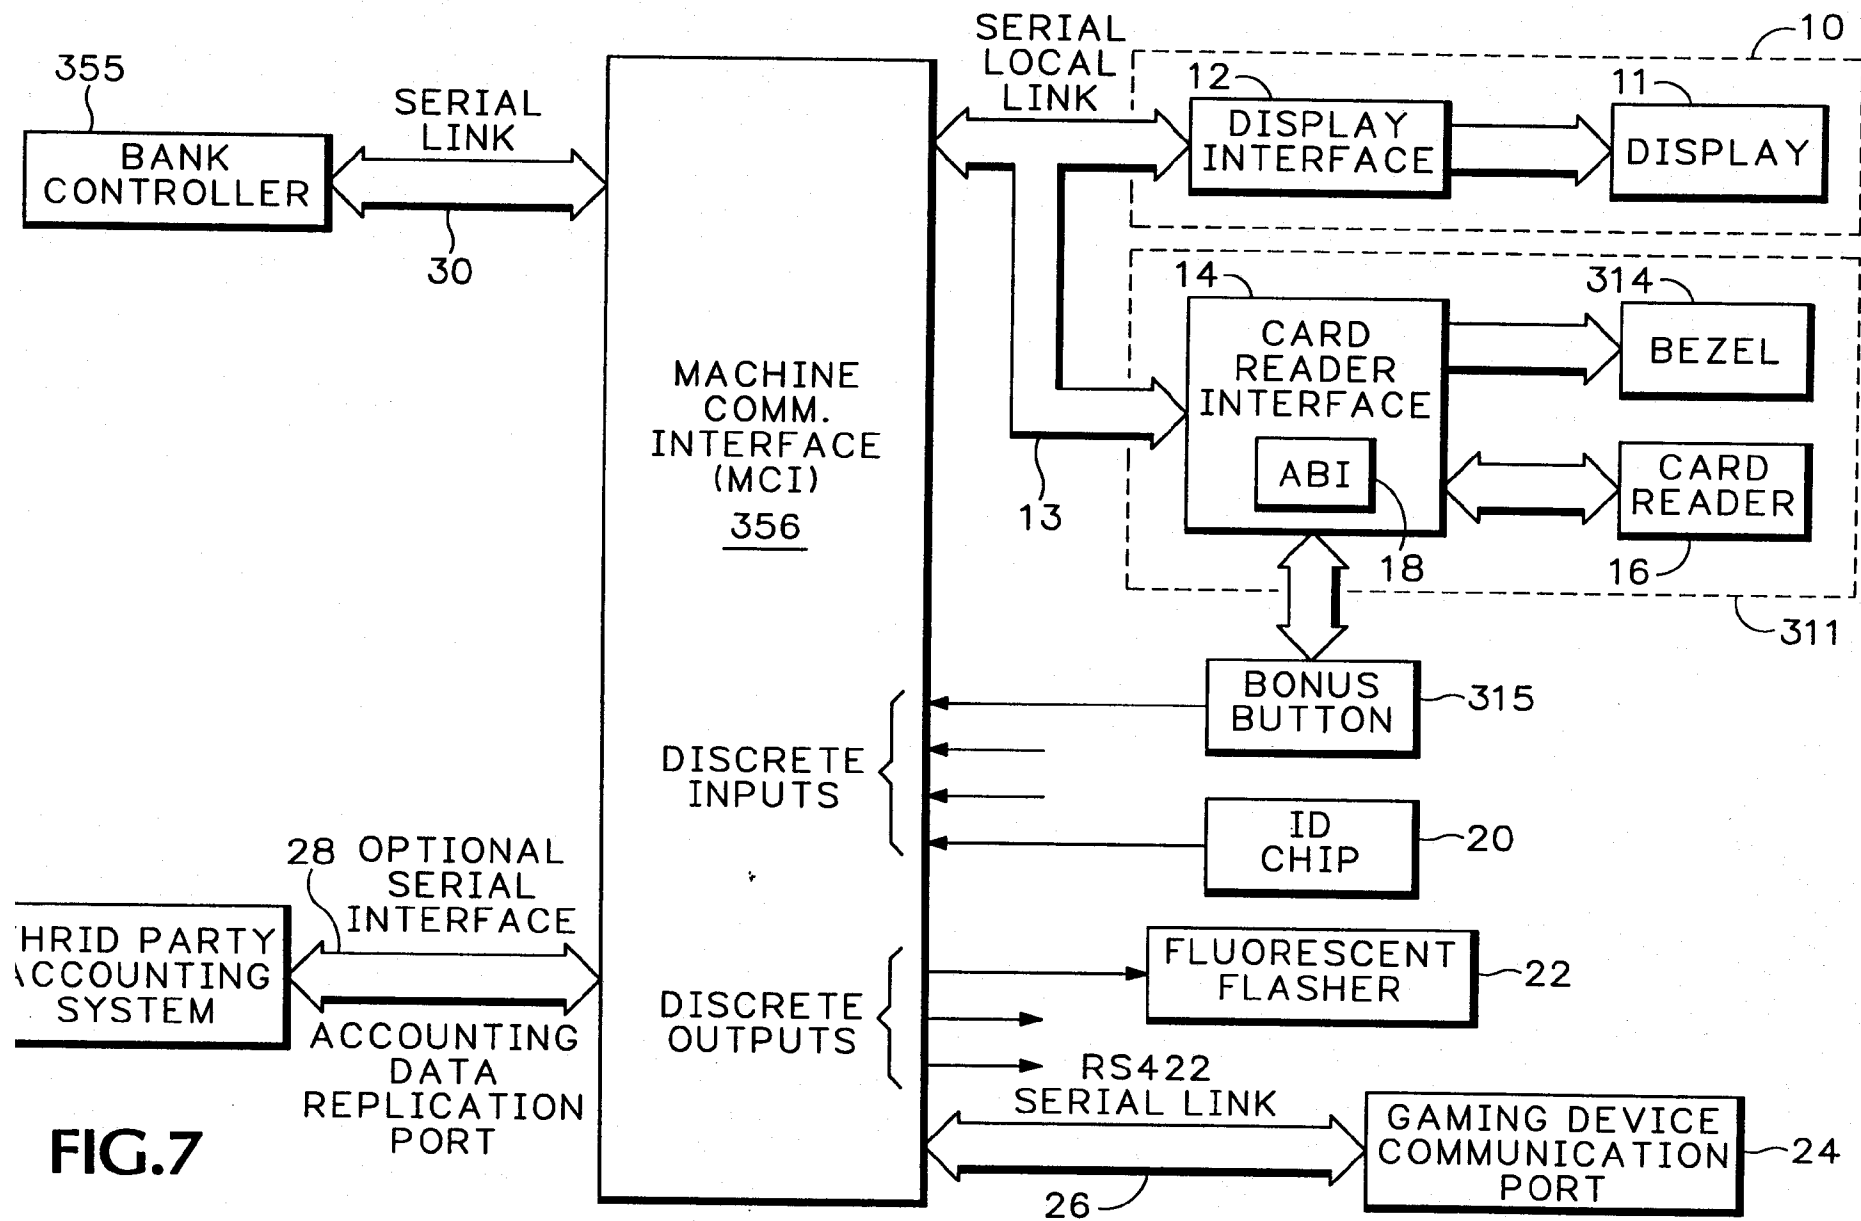 355
BANK
CONTROLLER
SERIAL
LINK
30
MACHINE
COMM.
INTERFACE
(MCI)
356
SERIAL
LOCAL
LINK
10
12
DISPLAY
INTERFACE
11
DISPLAY
13
14
CARD
READER
INTERFACE
ABI
18
314
BEZEL
CARD
READER
16
311
BONUS
BUTTON
315
DISCRETE
INPUTS
ID
CHIP
20
28 OPTIONAL
SERIAL
INTERFACE
HRID PARTY
ACCOUNTING
SYSTEM
ACCOUNTING
DATA
REPLICATION
PORT
DISCRETE
OUTPUTS
FLUORESCENT
FLASHER
22
RS422
SERIAL LINK
26
GAMING DEVICE
COMMUNICATION
PORT
24
FIG.7